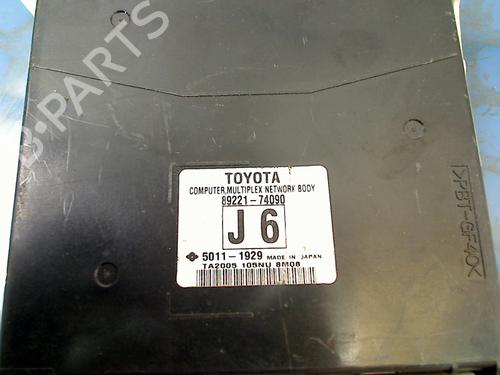 B-PARTS
TOYOTA
COMPUTER,MULTIPLEX NETWORK BODY
89221-74090
J 6
5011-1929 MADE IN JAPAN
TA2005 105NU 8M08
>PBT-GF40<